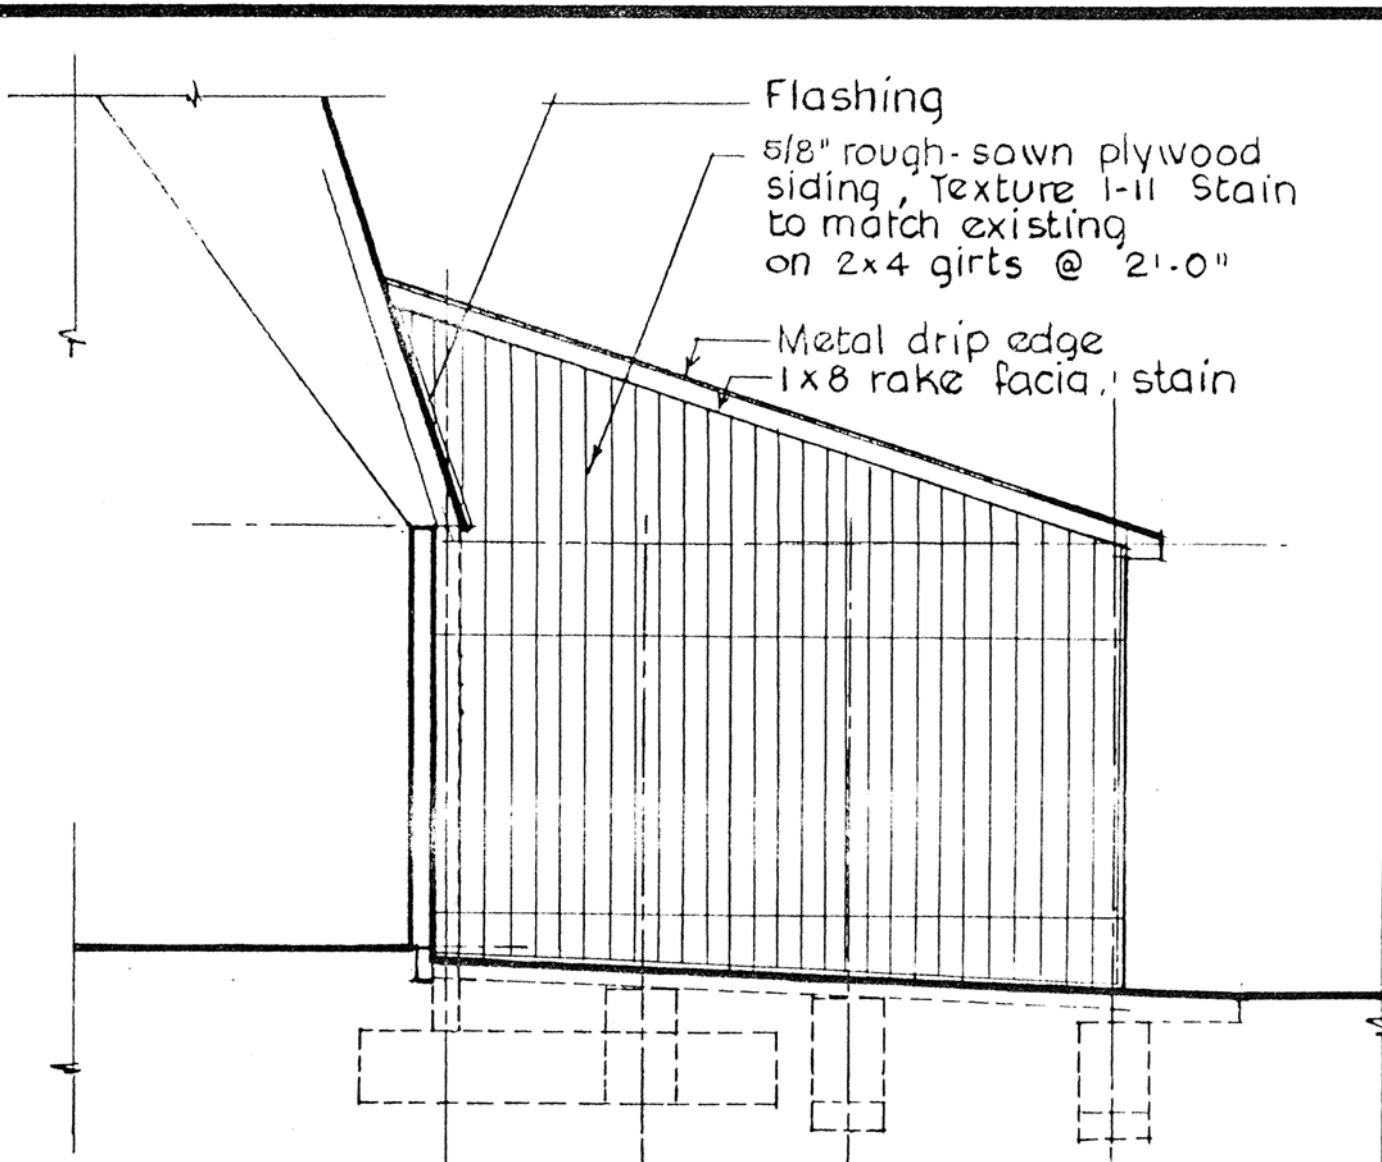 Flashing
5/8" rough-sawn plywood
siding, Texture 1-11 Stain
to match existing
on 2x4 girts @ 2'-0"
Metal drip edge
1x8 rake facia, stain